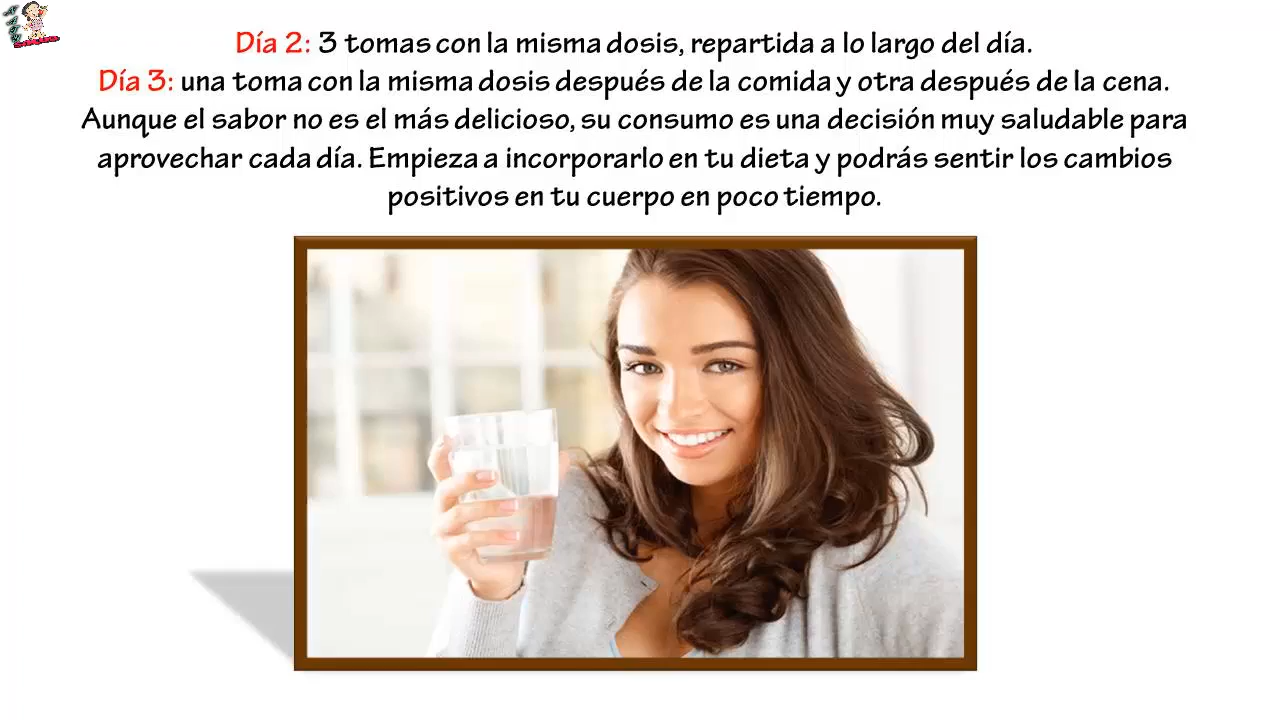 Día 2: 3 tomas con la misma dosis, repartida a lo largo del día.
Día 3: una toma con la misma dosis después de la comida y otra después de la cena.
Aunque el sabor no es el más delicioso, su consumo es una decisión muy saludable para
aprovechar cada día. Empieza a incorporarlo en tu dieta y podrás sentir los cambios
positivos en tu cuerpo en poco tiempo.